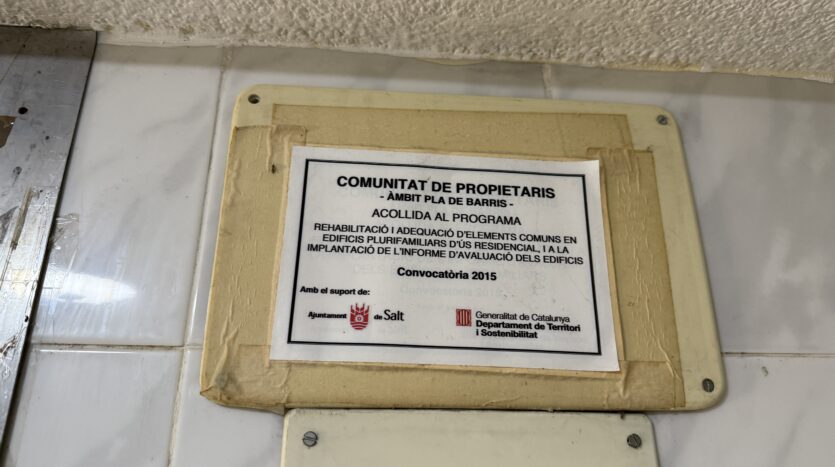 COMUNITAT DE PROPIETARIS
- ÀMBIT PLA DE BARRIS -
ACOLLIDA AL PROGRAMA
REHABILITACIÓ I ADEQUACIÓ D'ELEMENTS COMUNS EN
EDIFICIS PLURIFAMILIARS D'ÚS RESIDENCIAL, I A LA
IMPLANTACIÓ DE L'INFORME D'AVALUACIÓ DELS EDIFICIS
Convocatòria 2015
Amb el suport de:
Ajuntament de Salt
Generalitat de Catalunya
Departament de Territori
i Sostenibilitat